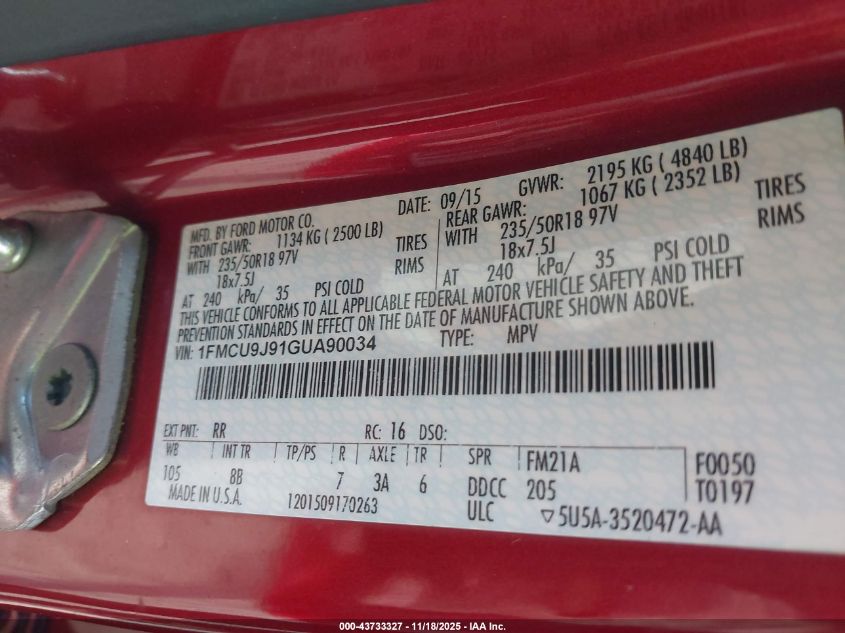 MFD. BY FORD MOTOR CO. DATE: 09/15 GVWR: 2195 KG ( 4840 LB)
FRONT GAWR: 1134 KG ( 2500 LB) REAR GAWR: 1067 KG ( 2352 LB)
WITH 235/50R18 97V TIRES WITH 235/50R18 97V TIRES
18x7.5J RIMS 18x7.5J RIMS
AT 240 kPa/ 35 PSI COLD AT 240 kPa/ 35 PSI COLD
THIS VEHICLE CONFORMS TO ALL APPLICABLE FEDERAL MOTOR VEHICLE SAFETY AND THEFT
PREVENTION STANDARDS IN EFFECT ON THE DATE OF MANUFACTURE SHOWN ABOVE.
VIN: 1FMCU9J91GUA90034 TYPE: MPV
EXT PNT: RR RC: 16 DSO:
WB INT TR TP/PS R AXLE TR SPR FM21A F0050
105 8B 7 3A 6 DDCC 205 T0197
MADE IN U.S.A. 1201509170263 ULC ▽5U5A-3520472-AA
000-43733327 - 11/18/2025 - IAA Inc.